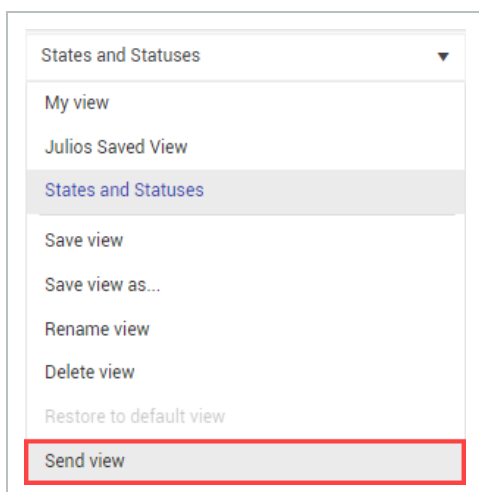 States and Statuses
My view
Julios Saved View
States and Statuses
Save view
Save view as...
Rename view
Delete view
Restore to default view
Send view